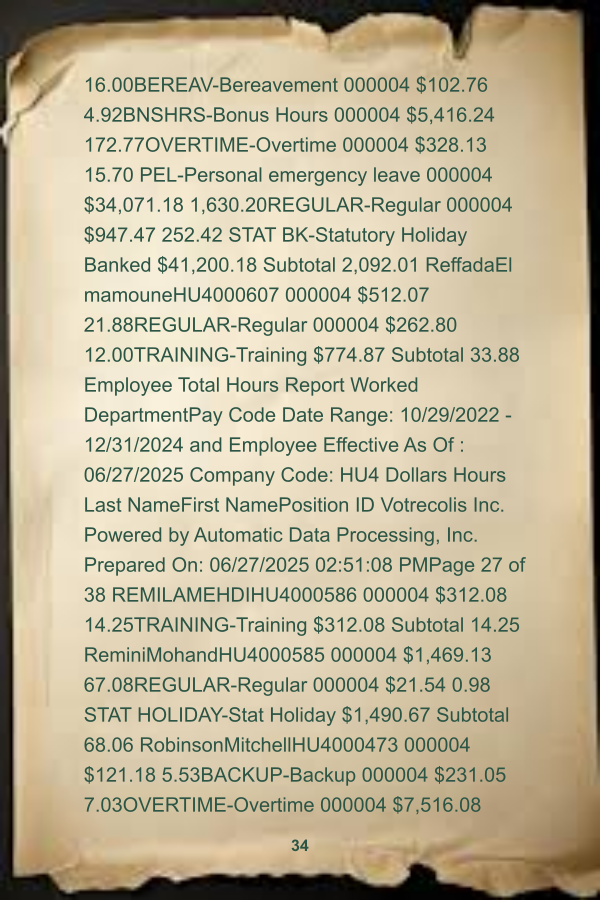 16.00BEREAV-Bereavement 000004 $102.76
4.92BNSHRS-Bonus Hours 000004 $5,416.24
172.77OVERTIME-Overtime 000004 $328.13
15.70 PEL-Personal emergency leave 000004
$34,071.18 1,630.20REGULAR-Regular 000004
$947.47 252.42 STAT BK-Statutory Holiday
Banked $41,200.18 Subtotal 2,092.01 ReffadaEl
mamouneHU4000607 000004 $512.07
21.88REGULAR-Regular 000004 $262.80
12.00TRAINING-Training $774.87 Subtotal 33.88
Employee Total Hours Report Worked
DepartmentPay Code Date Range: 10/29/2022 -
12/31/2024 and Employee Effective As Of :
06/27/2025 Company Code: HU4 Dollars Hours
Last NameFirst NamePosition ID Votrecolis Inc.
Powered by Automatic Data Processing, Inc.
Prepared On: 06/27/2025 02:51:08 PMPage 27 of
38 REMILAMEHDIHU4000586 000004 $312.08
14.25TRAINING-Training $312.08 Subtotal 14.25
ReminiMohandHU4000585 000004 $1,469.13
67.08REGULAR-Regular 000004 $21.54 0.98
STAT HOLIDAY-Stat Holiday $1,490.67 Subtotal
68.06 RobinsonMitchellHU4000473 000004
$121.18 5.53BACKUP-Backup 000004 $231.05
7.03OVERTIME-Overtime 000004 $7,516.08
34